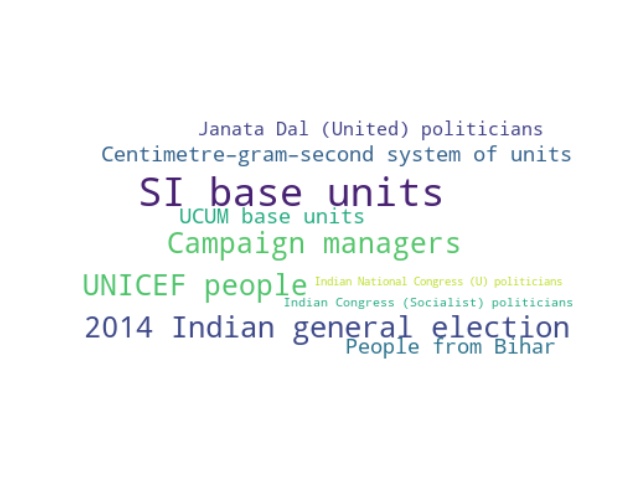 Janata Dal (United) politicians
Centimetre–gram–second system of units
SI base units
UCUM base units
Campaign managers
UNICEF people
Indian National Congress (U) politicians
Indian Congress (Socialist) politicians
2014 Indian general election
People from Bihar